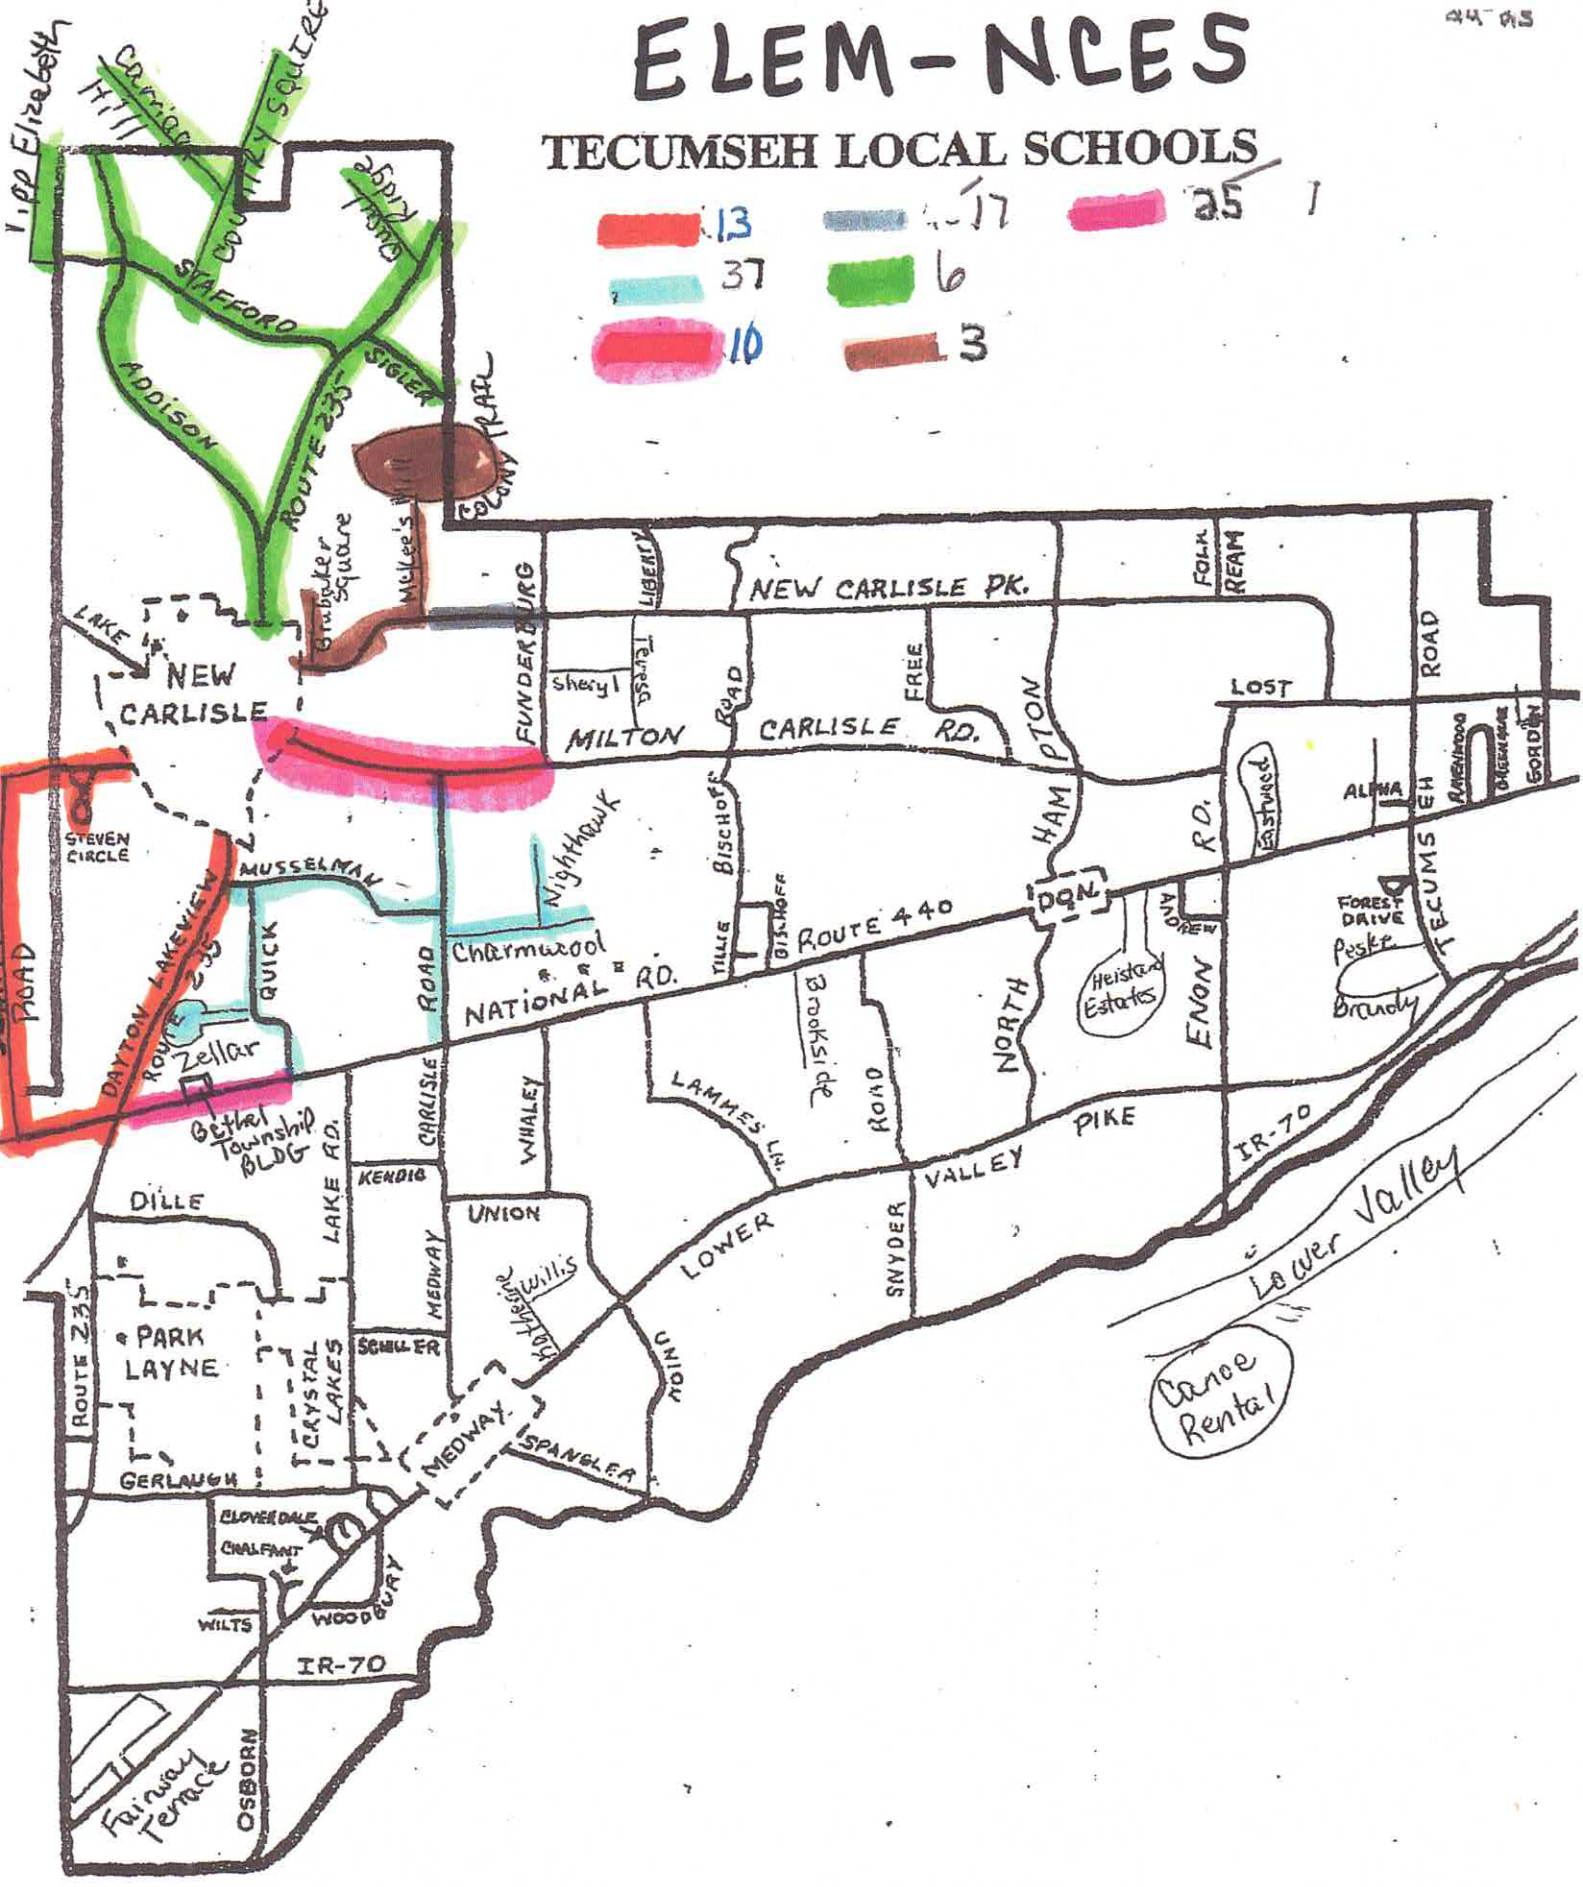 ELEM-NCES
TECUMSEH LOCAL SCHOOLS
13
17
25
37
6
10
3
Tipp Elizabeth
Carriage
Hill
COUNTRY SQUIRE
Quail
Ridge
STAFFORD
SIGLER
ADDISON
ROUTE 235
COLONY TRAIL
Brubaker
Square
McKee's Mill
LAKE
NEW
CARLISLE
FUNDERBURG
LIBERTY
NEW CARLISLE PK.
FOLK
REAM
ROAD
Sheryl
Teresa
ROAD
FREE
LOST
MILTON
CARLISLE RD.
HAMPTON
RAVENWOOD
GORDON
STEVEN
CIRCLE
MUSSELMAN
Nighthawk
BISCHOFF
RD.
Eastwood
ALPHA
TECUMSEH
DON.
ANDREW
FOREST
DRIVE
Peske
Brandy
ROAD
DAYTON LAKEVIEW
ROUTE 235
QUICK
ROAD
Charmwood
NATIONAL RD.
TILLIE
BISCHOFF
ROUTE 440
Brookside
Heistand
Estates
ENON
NORTH
Zellar
Bethel
Township
BLDG
LAKE RD.
CARLISLE
WHALEY
LAMMES LN.
ROAD
PIKE
IR-70
KENDIG
VALLEY
DILLE
UNION
MEDWAY
LOWER
SNYDER
Lower Valley
Katherine
Willis
ROUTE 235
PARK
LAYNE
CRYSTAL
LAKES
SCHILLER
UNION
Canoe
Rental
MEDWAY
SPANGLER
GERLAUGH
CLOVERDALE
CHALFANT
WILTS
WOODBURY
IR-70
OSBORN
Fairway
Terrace